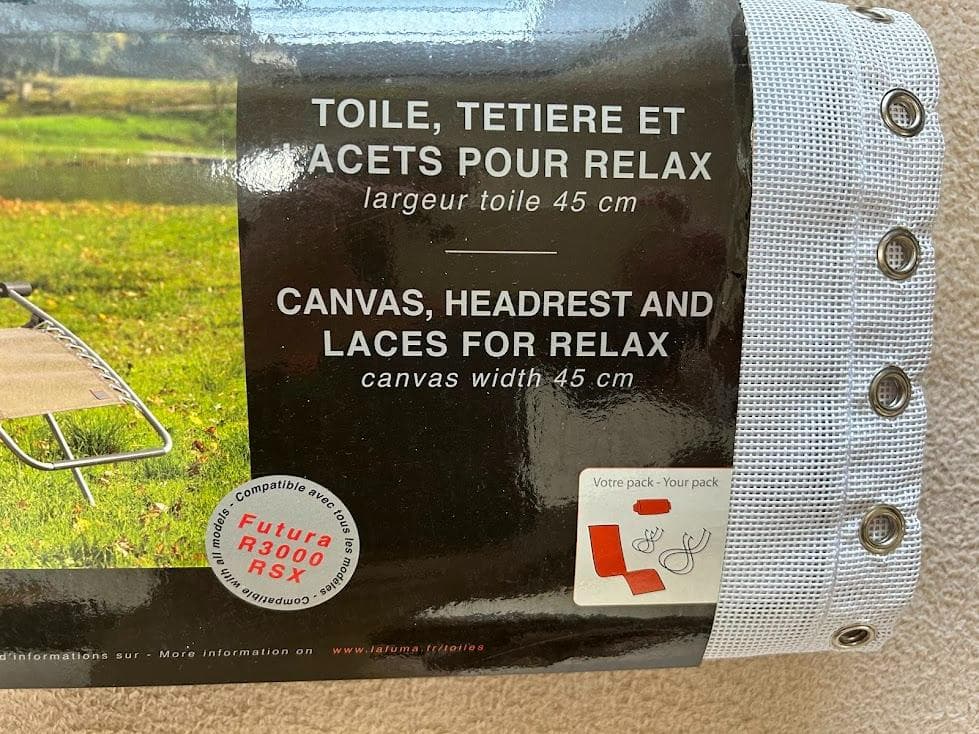 TOILE, TETIERE ET
LACETS POUR RELAX
largeur toile 45 cm
CANVAS, HEADREST AND
LACES FOR RELAX
canvas width 45 cm
Votre pack - Your pack
Compatible avec tous les modèles - Compatible with all models -
Futura
R3000
RSX
d'informations sur - More information on www.lafuma.fr/toiles